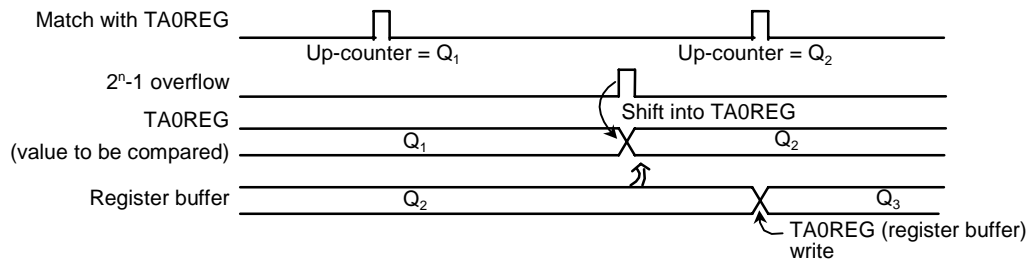 Match with TA0REG
Up-counter = Q₁
Up-counter = Q₂
2ⁿ-1 overflow
Shift into TA0REG
TA0REG
(value to be compared)
Q₁
Q₂
Register buffer
Q₂
Q₃
TA0REG (register buffer)
write